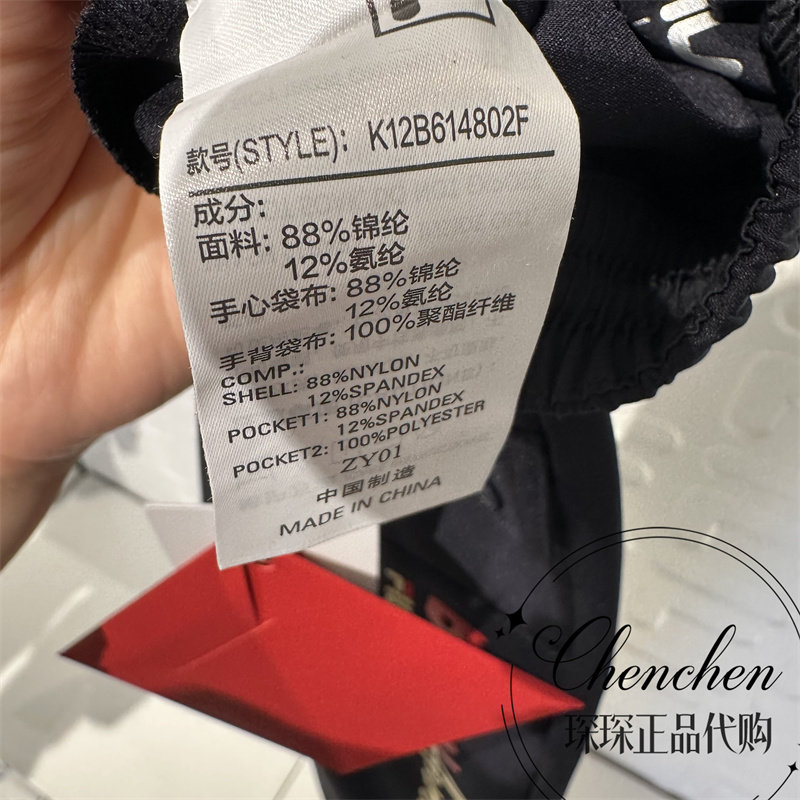 款号(STYLE): K12B614802F
成分:
面料: 88%锦纶
12%氨纶
手心袋布: 88%锦纶
12%氨纶
手背袋布: 100%聚酯纤维
COMP.:
SHELL: 88%NYLON
12%SPANDEX
POCKET1: 88%NYLON
12%SPANDEX
POCKET2: 100%POLYESTER
ZY01
中国制造
MADE IN CHINA
Chenchen
琛琛正品代购